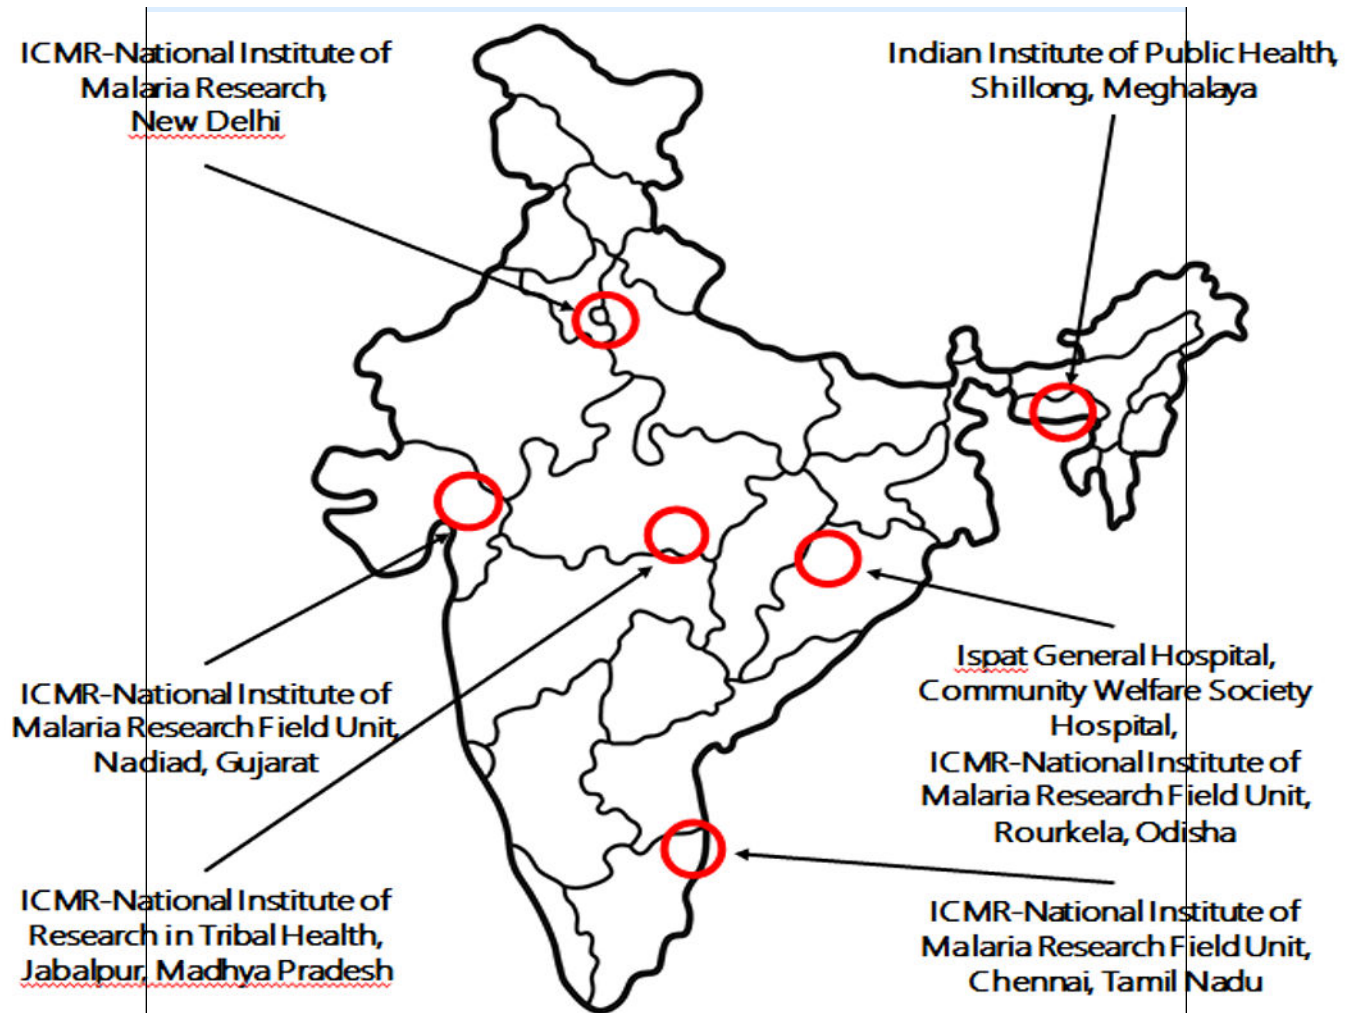 ICMR-National Institute of
Malaria Research,
New Delhi
Indian Institute of Public Health,
Shillong, Meghalaya
ICMR-National Institute of
Malaria Research Field Unit,
Nadiad, Gujarat
ICMR-National Institute of
Research in Tribal Health,
Jabalpur, Madhya Pradesh
Ispat General Hospital,
Community Welfare Society
Hospital,
ICMR-National Institute of
Malaria Research Field Unit,
Rourkela, Odisha
ICMR-National Institute of
Malaria Research Field Unit,
Chennai, Tamil Nadu